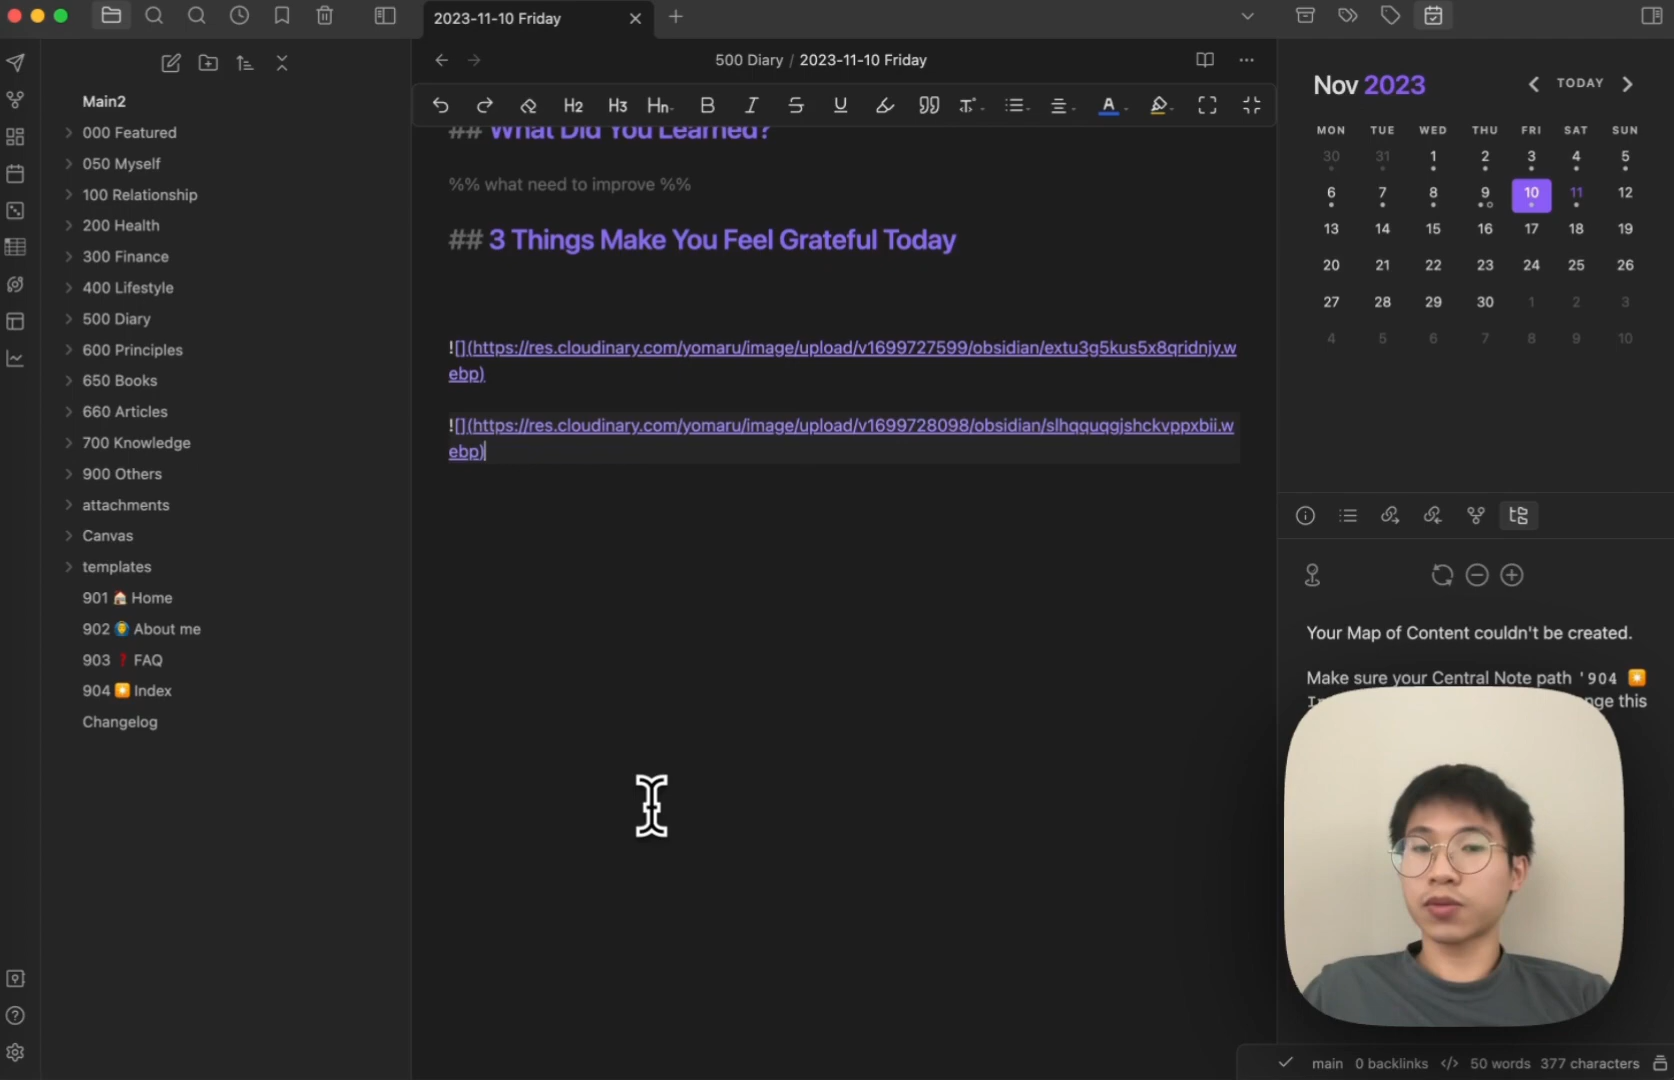 2023-11-10 Friday
500 Diary / 2023-11-10 Friday
H2 H3 Hn B I S U A
Main2
000 Featured
050 Myself
100 Relationship
200 Health
300 Finance
400 Lifestyle
500 Diary
600 Principles
650 Books
660 Articles
700 Knowledge
900 Others
attachments
Canvas
templates
901 🏠 Home
902 About me
903 ❓ FAQ
904 Index
Changelog
## What Did You Learned?
%% what need to improve %%
## 3 Things Make You Feel Grateful Today
![](https://res.cloudinary.com/yomaru/image/upload/v1699727599/obsidian/extu3g5kus5x8qridnjy.w
ebp)
![](https://res.cloudinary.com/yomaru/image/upload/v1699728098/obsidian/slhqquqgjshckvppxbii.w
ebp)
Nov 2023
TODAY
MON TUE WED THU FRI SAT SUN
30 31 1 2 3 4 5
6 7 8 9 10 11 12
13 14 15 16 17 18 19
20 21 22 23 24 25 26
27 28 29 30 1 2 3
4 5 6 7 8 9 10
Your Map of Content couldn't be created.
Make sure your Central Note path '904
nge this
main 0 backlinks </> 50 words 377 characters